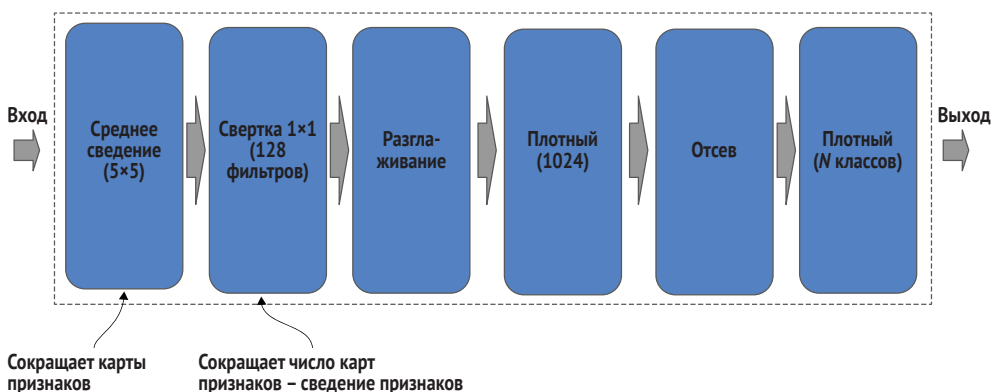 Вход
Среднее
сведение
(5×5)
Свертка 1×1
(128
фильтров)
Разгла-
живание
Плотный
(1024)
Отсев
Плотный
(N классов)
Выход
Сокращает карты
признаков
Сокращает число карт
признаков – сведение признаков